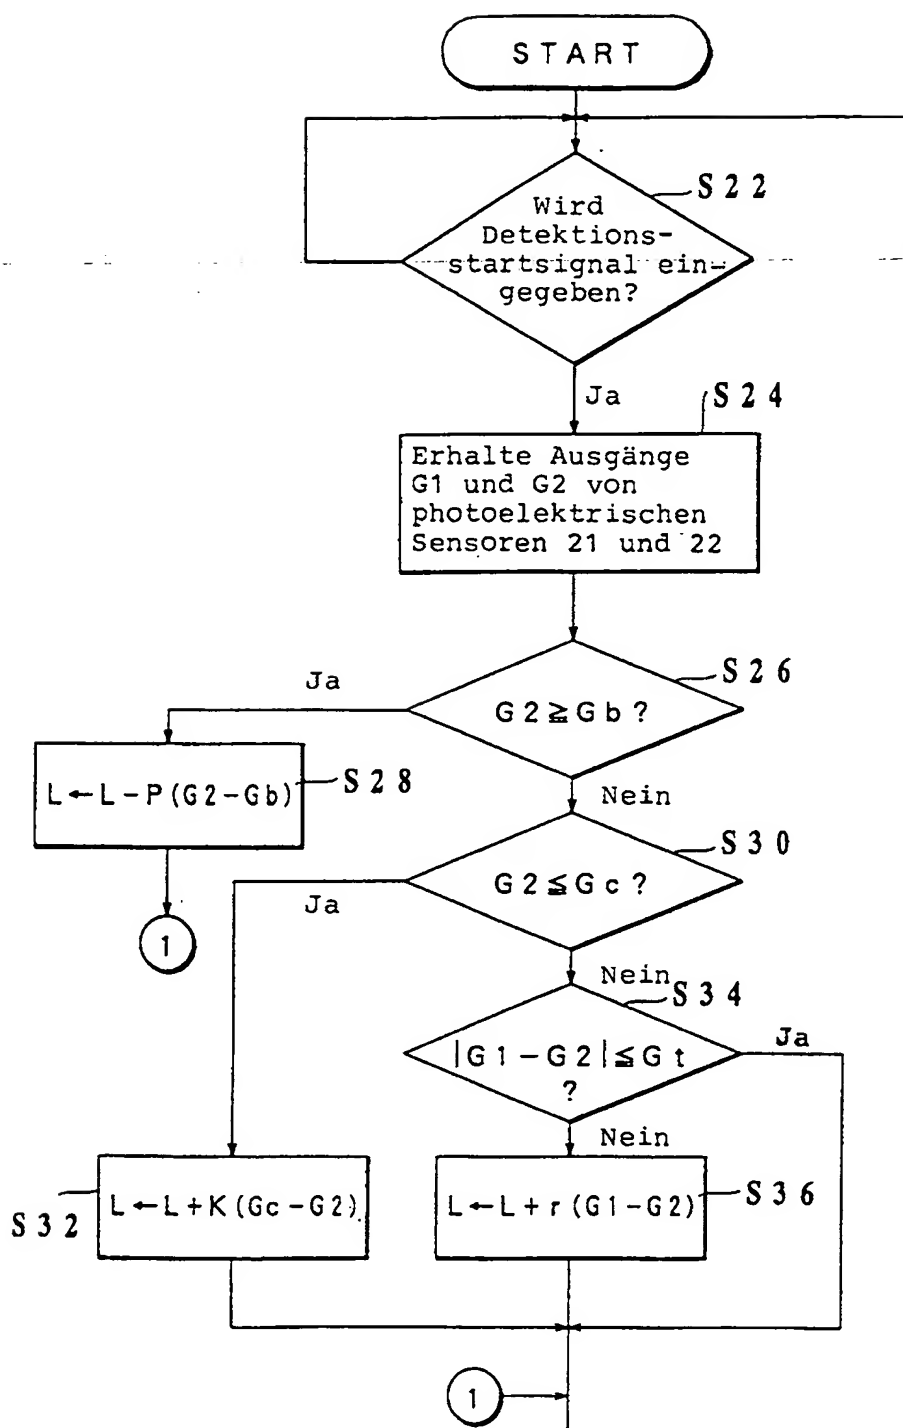 START
S22
Wird
Detektions-
startsignal ein-
gegeben?
Ja
S24
Erhalte Ausgänge
G1 und G2 von
photoelektrischen
Sensoren 21 und 22
S26
Ja
G2≧Gb?
S28
L←L-P(G2-Gb)
Nein
S30
G2≦Gc?
Ja
1
Nein
S34
Ja
|G1-G2|≦Gt
?
Nein
S32
L←L+K(Gc-G2)
L←L+r(G1-G2)
S36
1